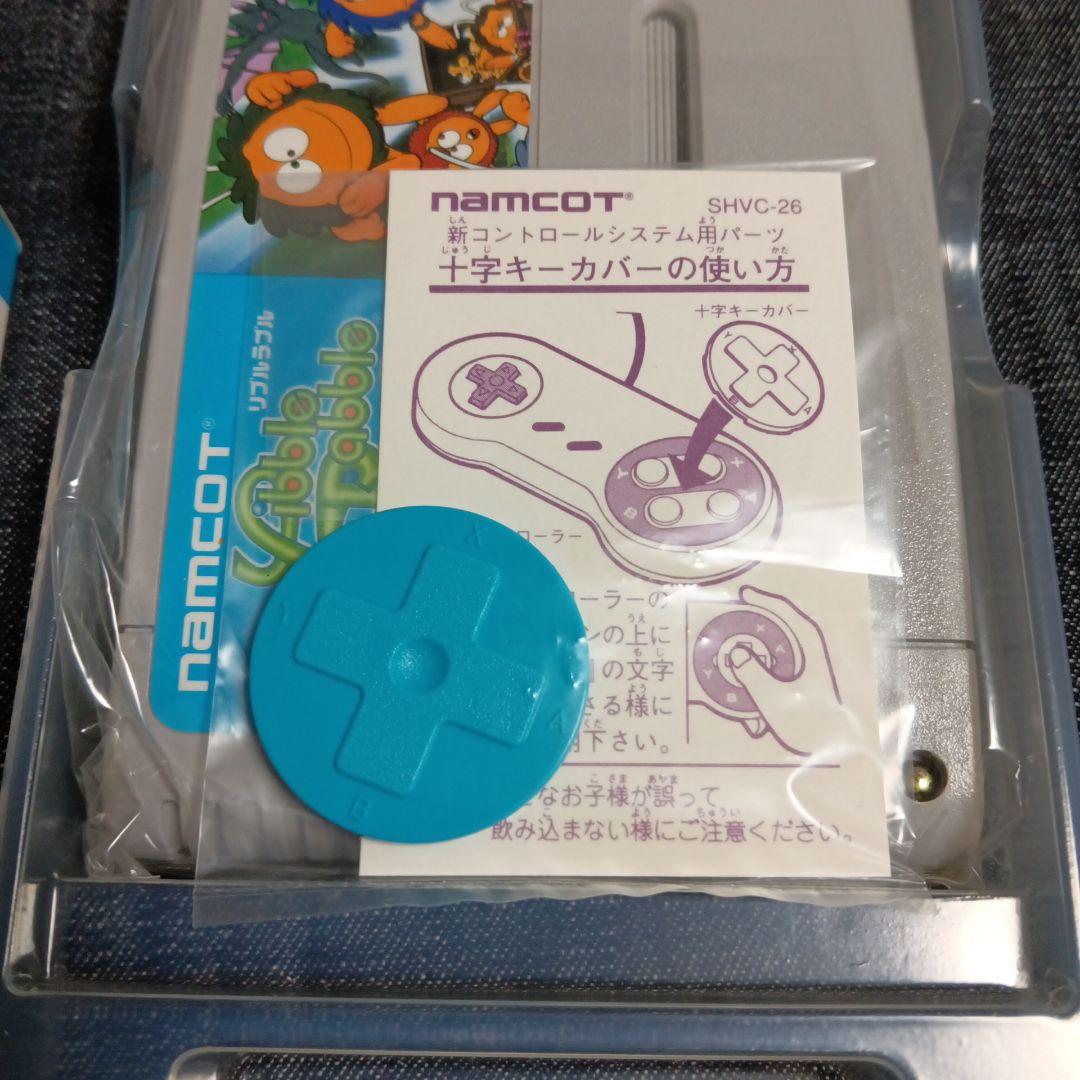 namcot® SHVC-26
新コントロールシステム用パーツ
十字キーカバーの使い方
十字キーカバー
Y
X
A
B
ローラー
ーラーの
ンの上に
の文字
さる様に
用下さい。
なお子様が誤って
飲み込まない様にご注意ください。
X
Y
A
B
リブルラブル
Libble Rabble
namcot